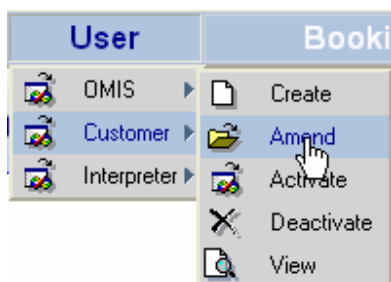 User Booki
OMIS Create
Customer Amend
Interpreter Activate
Deactivate
View